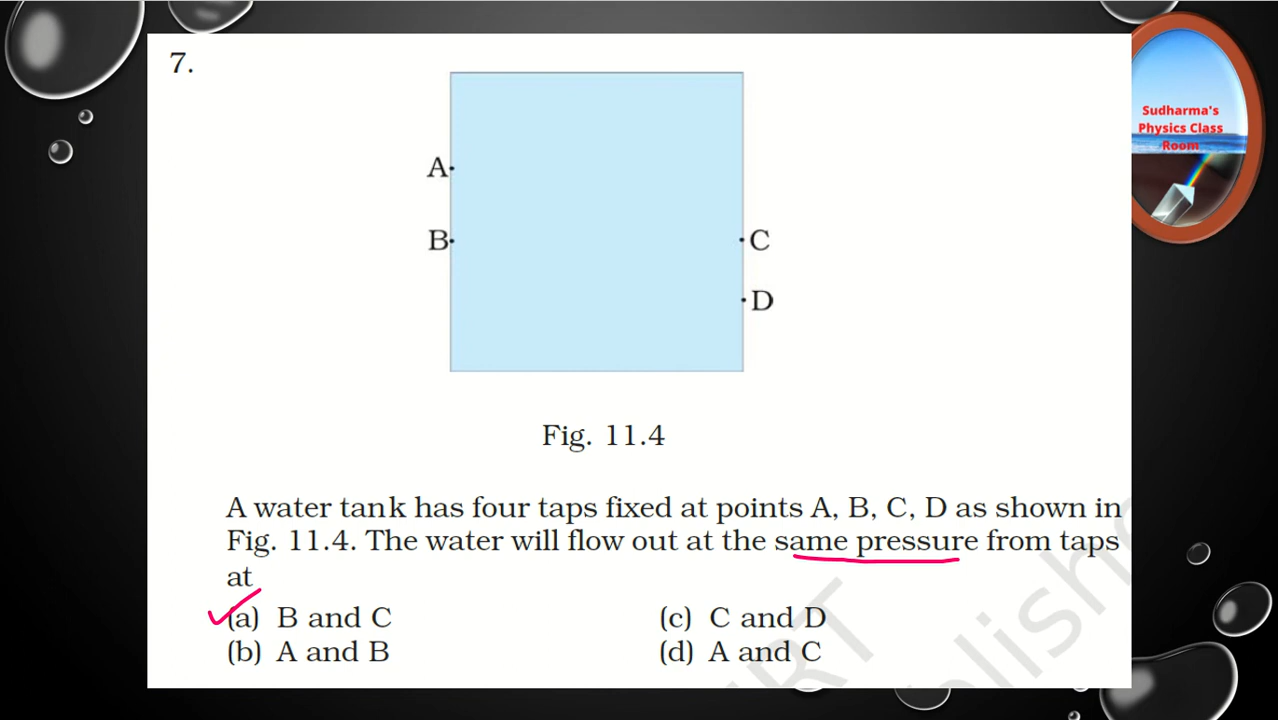 7.
Sudharma's
Physics Class
Room
A
B
C
D
Fig. 11.4
A water tank has four taps fixed at points A, B, C, D as shown in
Fig. 11.4. The water will flow out at the same pressure from taps
at
(a) B and C
(c) C and D
(b) A and B
(d) A and C